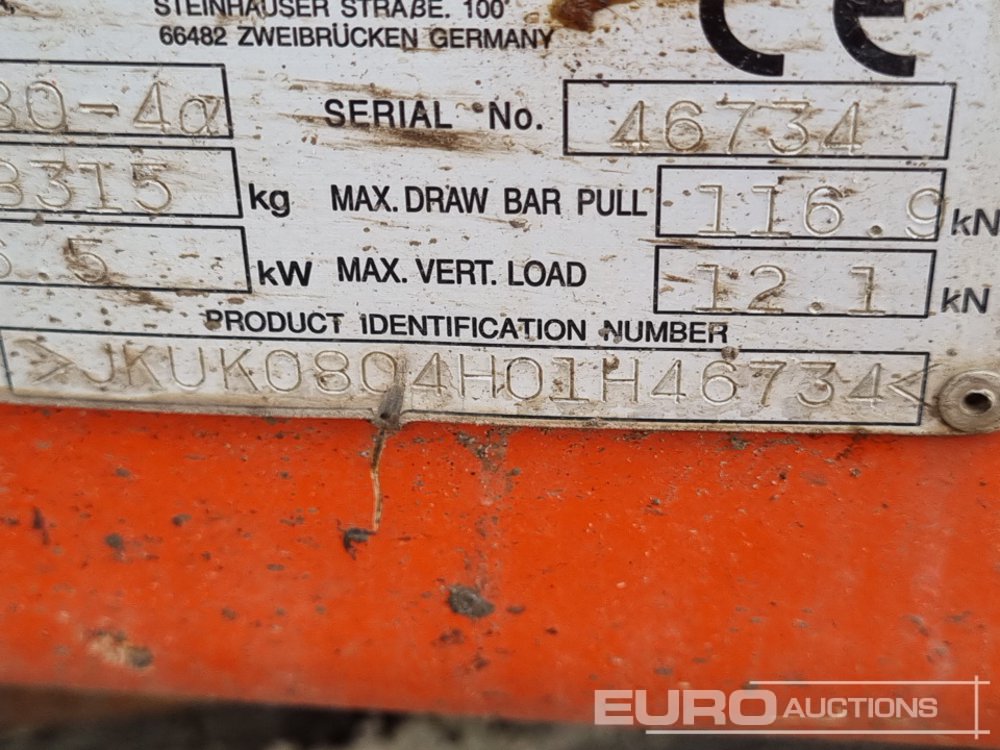 STEINHAUSER STRAßE. 100
66482 ZWEIBRÜCKEN GERMANY
CE
80-4α SERIAL No. 46734
8315 kg MAX. DRAW BAR PULL 116.9 kN
.5 kW MAX. VERT. LOAD 12.1 kN
PRODUCT IDENTIFICATION NUMBER
>JKUK0804H01H46734<
EURO AUCTIONS